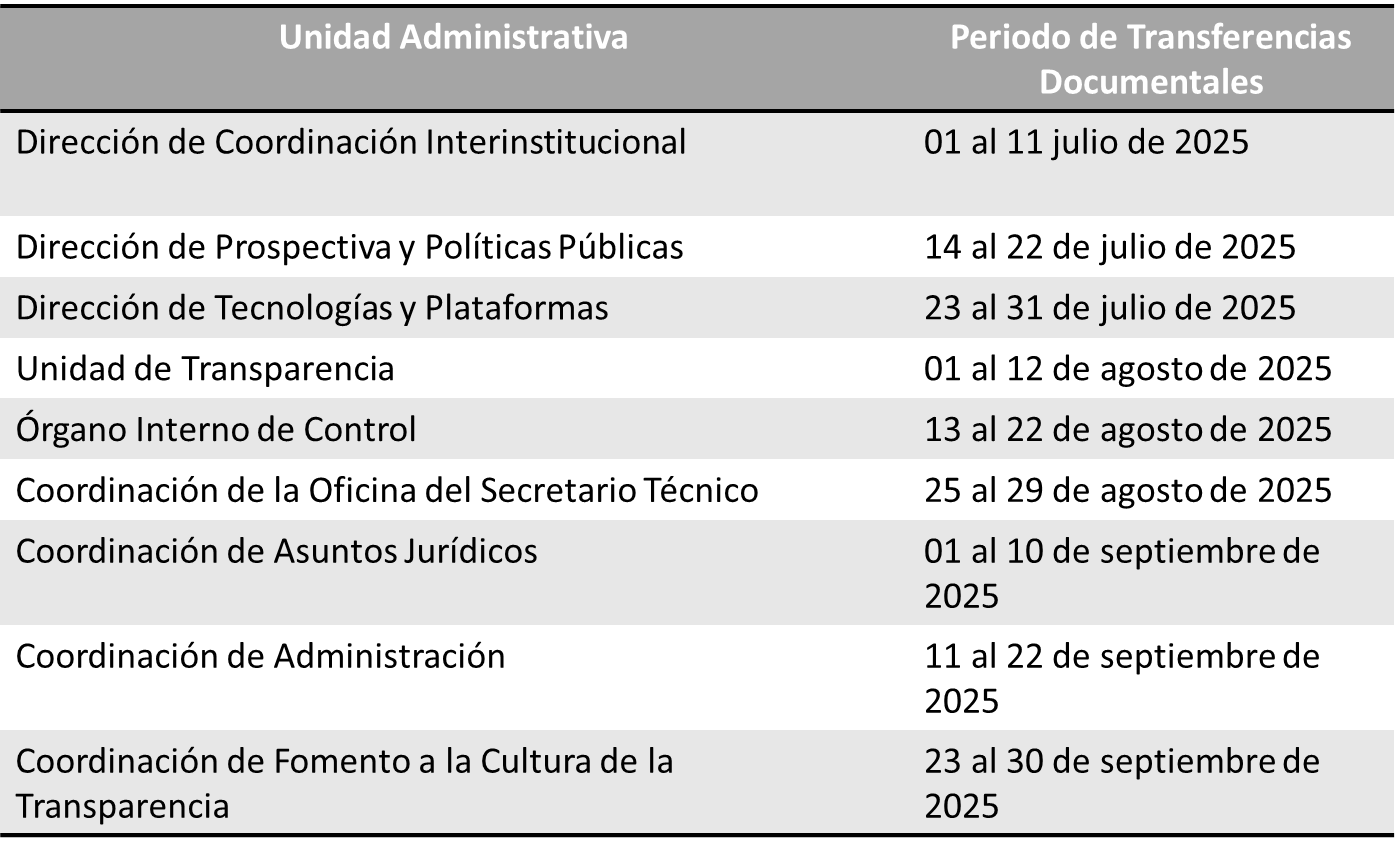 Unidad Administrativa
Periodo de Transferencias
Documentales
Dirección de Coordinación Interinstitucional
01 al 11 julio de 2025
Dirección de Prospectiva y Políticas Públicas
14 al 22 de julio de 2025
Dirección de Tecnologías y Plataformas
23 al 31 de julio de 2025
Unidad de Transparencia
01 al 12 de agosto de 2025
Órgano Interno de Control
13 al 22 de agosto de 2025
Coordinación de la Oficina del Secretario Técnico
25 al 29 de agosto de 2025
Coordinación de Asuntos Jurídicos
01 al 10 de septiembre de
2025
Coordinación de Administración
11 al 22 de septiembre de
2025
Coordinación de Fomento a la Cultura de la
Transparencia
23 al 30 de septiembre de
2025